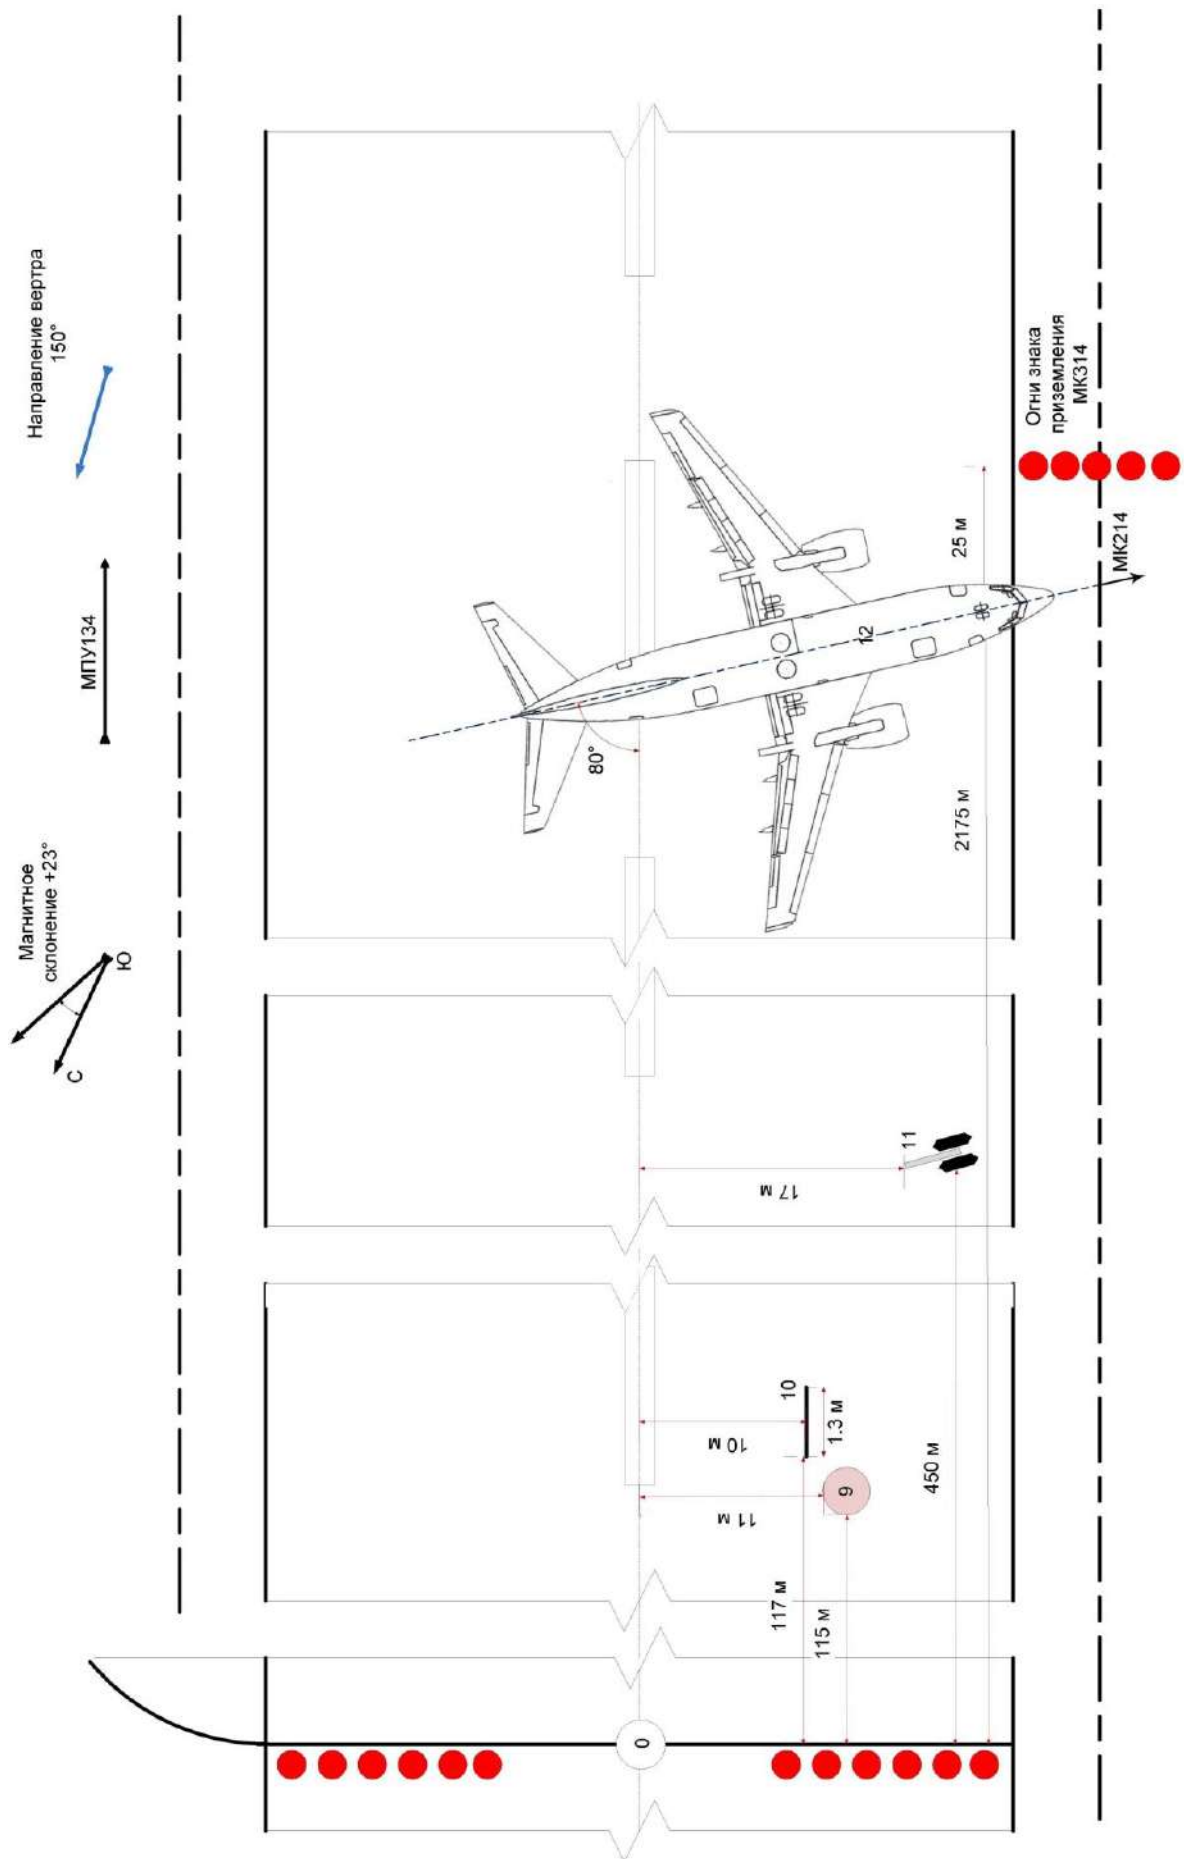 Направление вертра
150°
МПУ134
Магнитное
склонение +23°
С
Ю
Огни знака
приземления
МК314
25 м
МК214
12
80°
2175 м
11
17 м
10
10 м
1.3 м
9
11 м
450 м
117 м
115 м
0